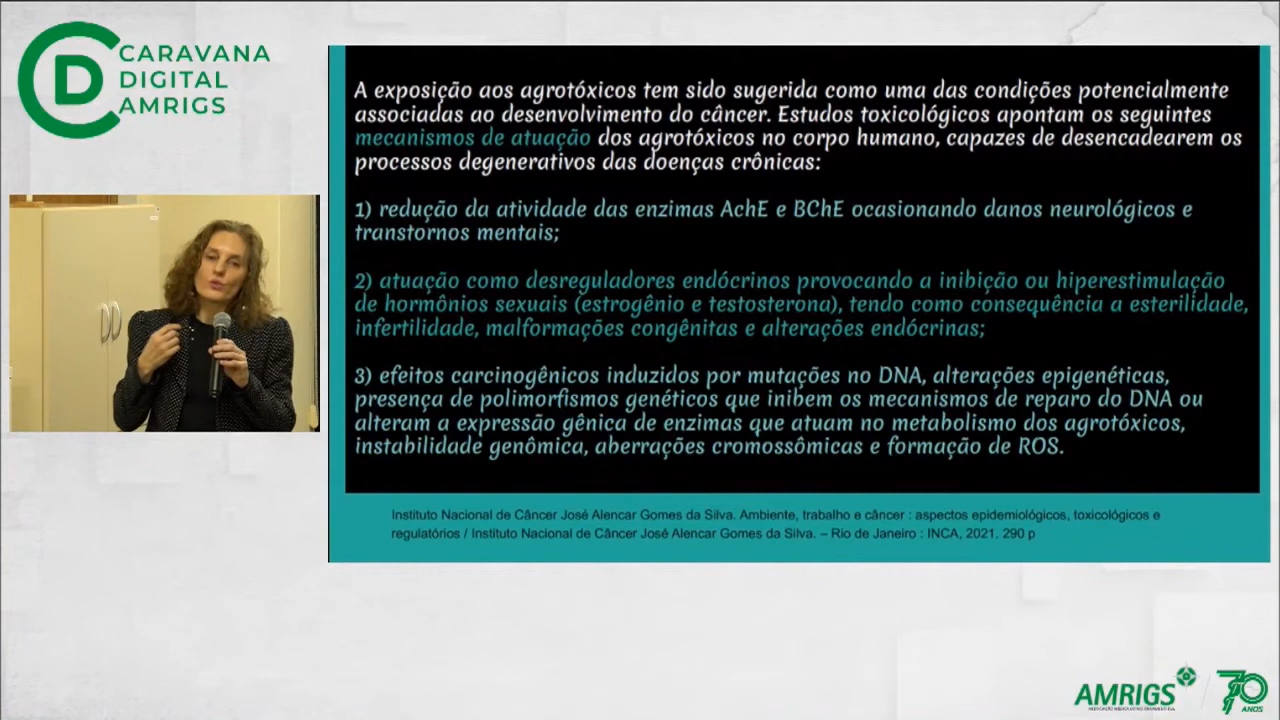 CARAVANA
DIGITAL
AMRIGS
A exposição aos agrotóxicos tem sido sugerida como uma das condições potencialmente
associadas ao desenvolvimento do câncer. Estudos toxicológicos apontam os seguintes
mecanismos de atuação dos agrotóxicos no corpo humano, capazes de desencadearem os
processos degenerativos das doenças crônicas:
1) redução da atividade das enzimas AchE e BChE ocasionando danos neurológicos e
transtornos mentais;
2) atuação como desreguladores endócrinos provocando a inibição ou hiperestimulação
de hormônios sexuais (estrogênio e testosterona), tendo como consequência a esterilidade,
infertilidade, malformações congênitas e alterações endócrinas;
3) efeitos carcinogênicos induzidos por mutações no DNA, alterações epigenéticas,
presença de polimorfismos genéticos que inibem os mecanismos de reparo do DNA ou
alteram a expressão gênica de enzimas que atuam no metabolismo dos agrotóxicos,
instabilidade genômica, aberrações cromossômicas e formação de ROS.
Instituto Nacional de Câncer José Alencar Gomes da Silva. Ambiente, trabalho e câncer : aspectos epidemiológicos, toxicológicos e
regulatórios / Instituto Nacional de Câncer José Alencar Gomes da Silva. – Rio de Janeiro : INCA, 2021. 290 p
AMRIGS
70
ANOS